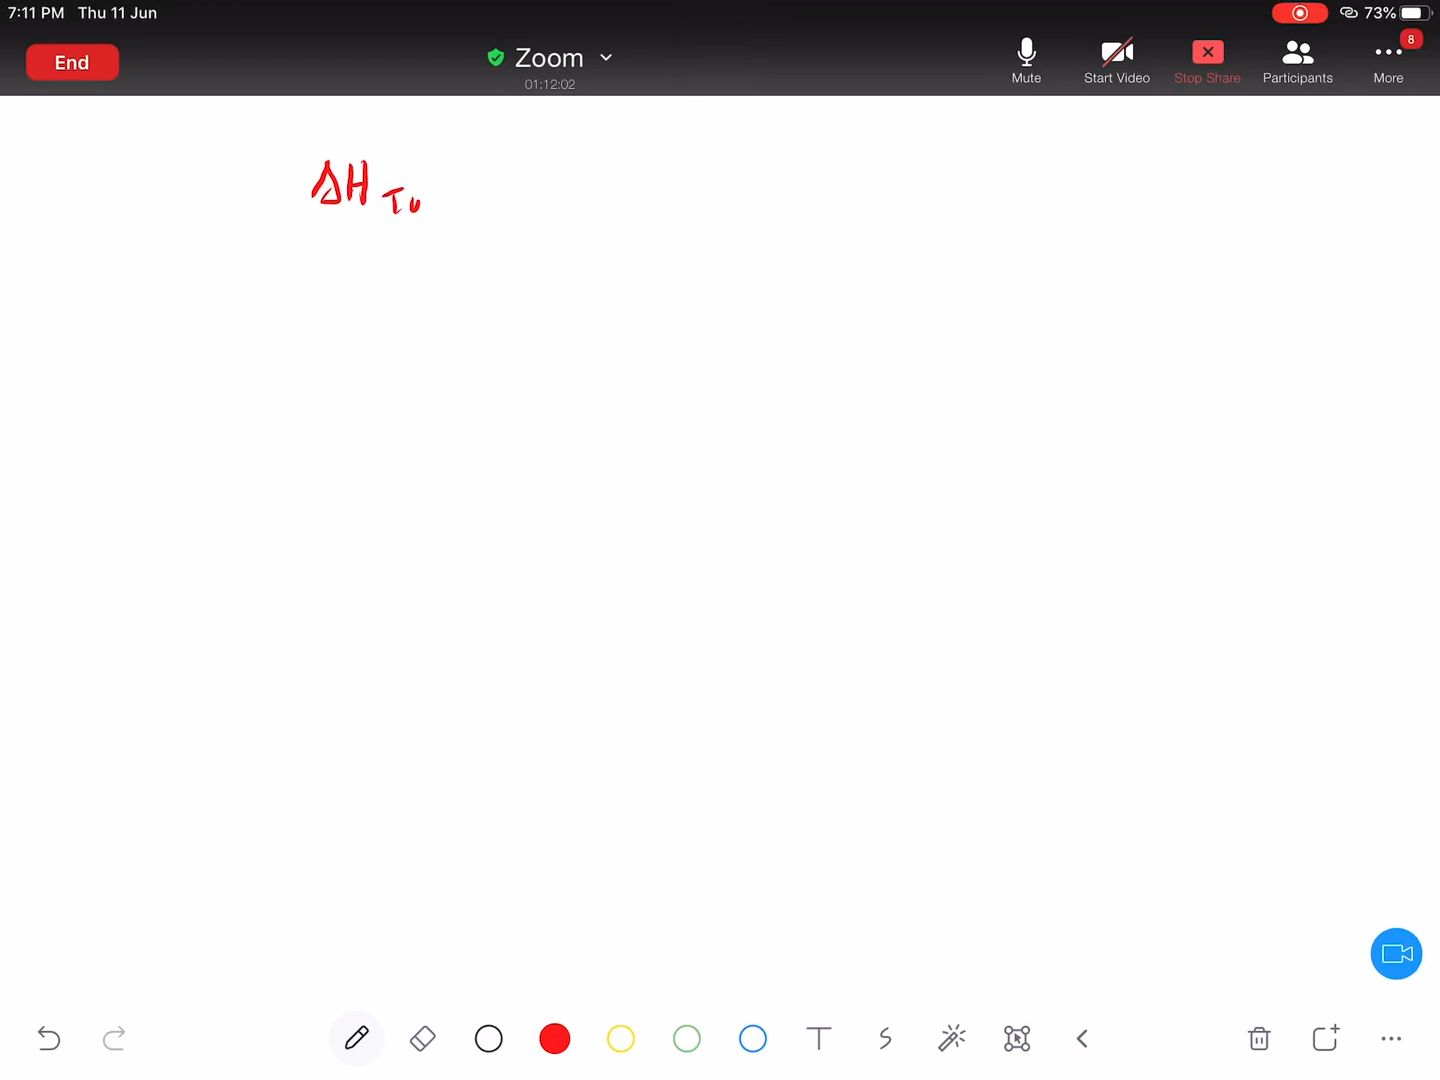 7:11 PM Thu 11 Jun
73%
End
Zoom
01:12:02
Mute
Start Video
Stop Share
Participants
8
More
ΔH
T